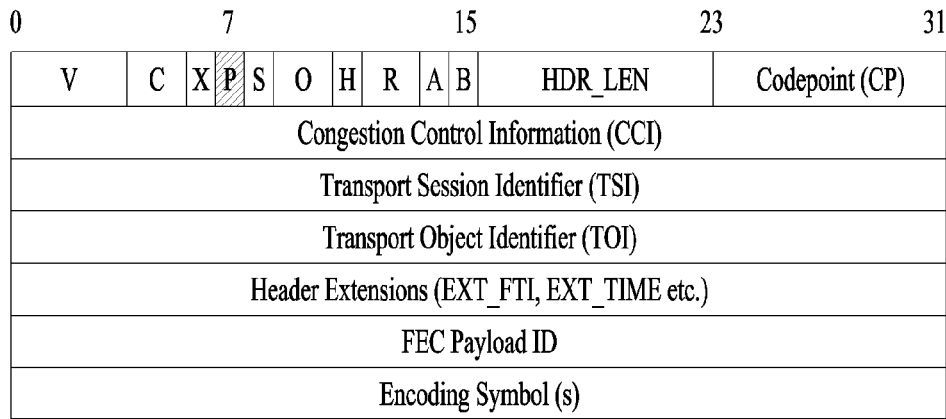 0 7 15 23 31
V C X P S O H R A B HDR_LEN Codepoint (CP)
Congestion Control Information (CCI)
Transport Session Identifier (TSI)
Transport Object Identifier (TOI)
Header Extensions (EXT_FTI, EXT_TIME etc.)
FEC Payload ID
Encoding Symbol (s)